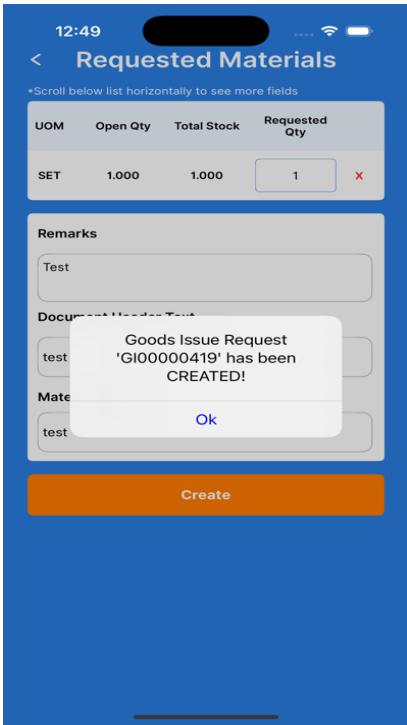 12:49
< Requested Materials
*Scroll below list horizontally to see more fields
UOM Open Qty Total Stock Requested Qty
SET 1.000 1.000 1 X
Remarks
Test
Goods Issue Request
'GI00000419' has been
CREATED!
Ok
test
test
Create